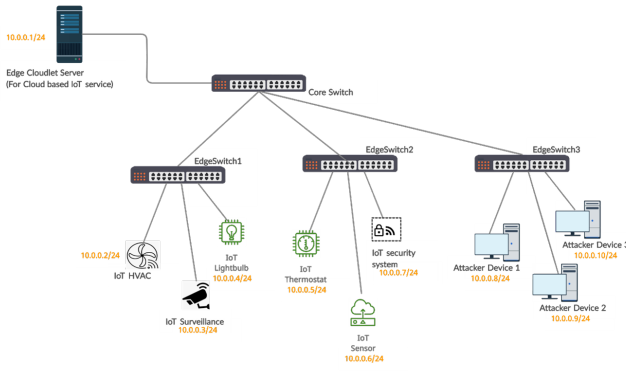 10.0.0.1/24
Edge Cloudlet Server
(For Cloud based IoT service)
Core Switch
EdgeSwitch1
EdgeSwitch2
EdgeSwitch3
10.0.0.2/24
IoT HVAC
IoT
Lightbulb
10.0.0.4/24
IoT Surveillance
10.0.0.3/24
IoT
Thermostat
10.0.0.5/24
IoT security
system
10.0.0.7/24
IoT
Sensor
10.0.0.6/24
Attacker Device 1
10.0.0.8/24
Attacker Device 3
10.0.0.10/24
Attacker Device 2
10.0.0.9/24